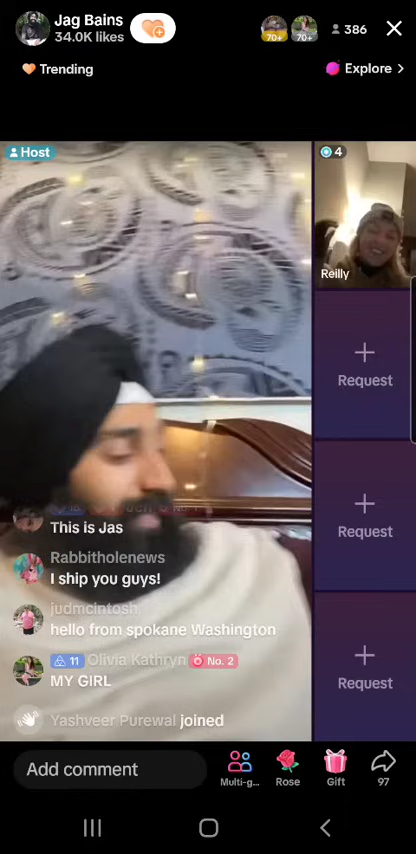 Jag Bains
34.0K likes
70+
70+
386
Trending
Explore
Host
4
Reilly
Request
Request
Request
18
This is Jas
Rabbitholenews
I ship you guys!
judmcintosh
hello from spokane Washington
11 Olivia Kathryn No. 2
MY GIRL
Yashveer Purewal joined
Add comment
Multi-g...
Rose
Gift
97